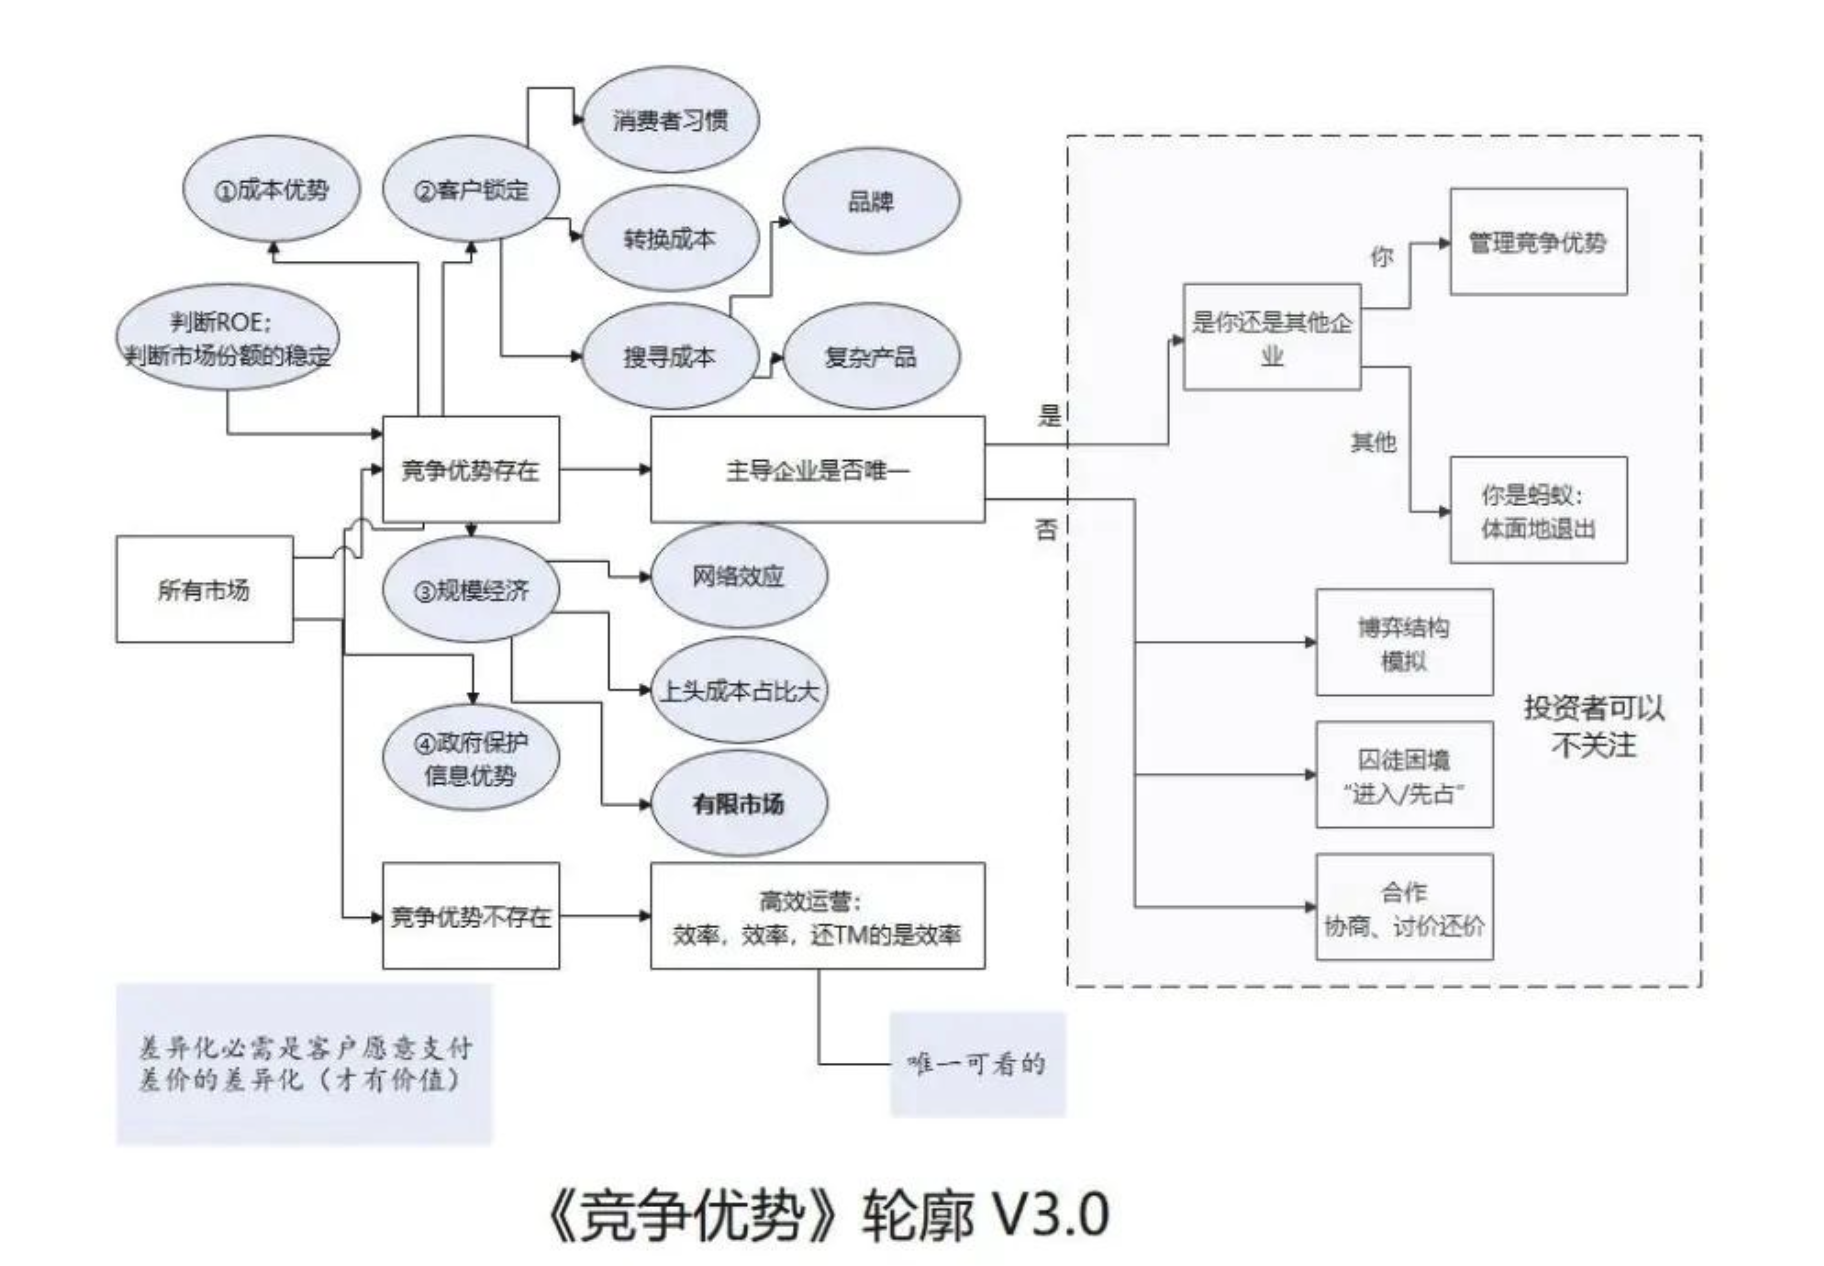 消费者习惯
①成本优势
②客户锁定
品牌
转换成本
管理竞争优势
你
判断ROE；
判断市场份额的稳定
是你还是其他企
业
搜寻成本
复杂产品
是
其他
竞争优势存在
主导企业是否唯一
你是蚂蚁：
体面地退出
否
所有市场
③规模经济
网络效应
博弈结构
模拟
上头成本占比大
投资者可以
不关注
④政府保护
信息优势
囚徒困境
“进入/先占”
有限市场
竞争优势不存在
高效运营：
效率，效率，还TM的是效率
合作
协商、讨价还价
差异化必需是客户愿意支付
差价的差异化（才有价值）
唯一可看的
《竞争优势》轮廓 V3.0